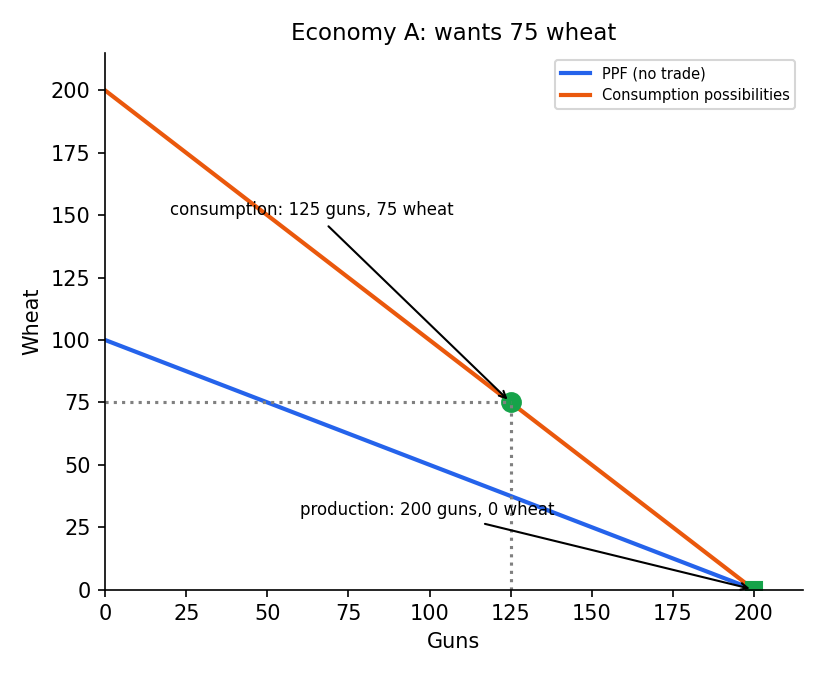 Economy A: wants 75 wheat
PPF (no trade)
Consumption possibilities
200
175
150
125
100
75
50
25
0
Wheat
consumption: 125 guns, 75 wheat
production: 200 guns, 0 wheat
0 25 50 75 100 125 150 175 200
Guns